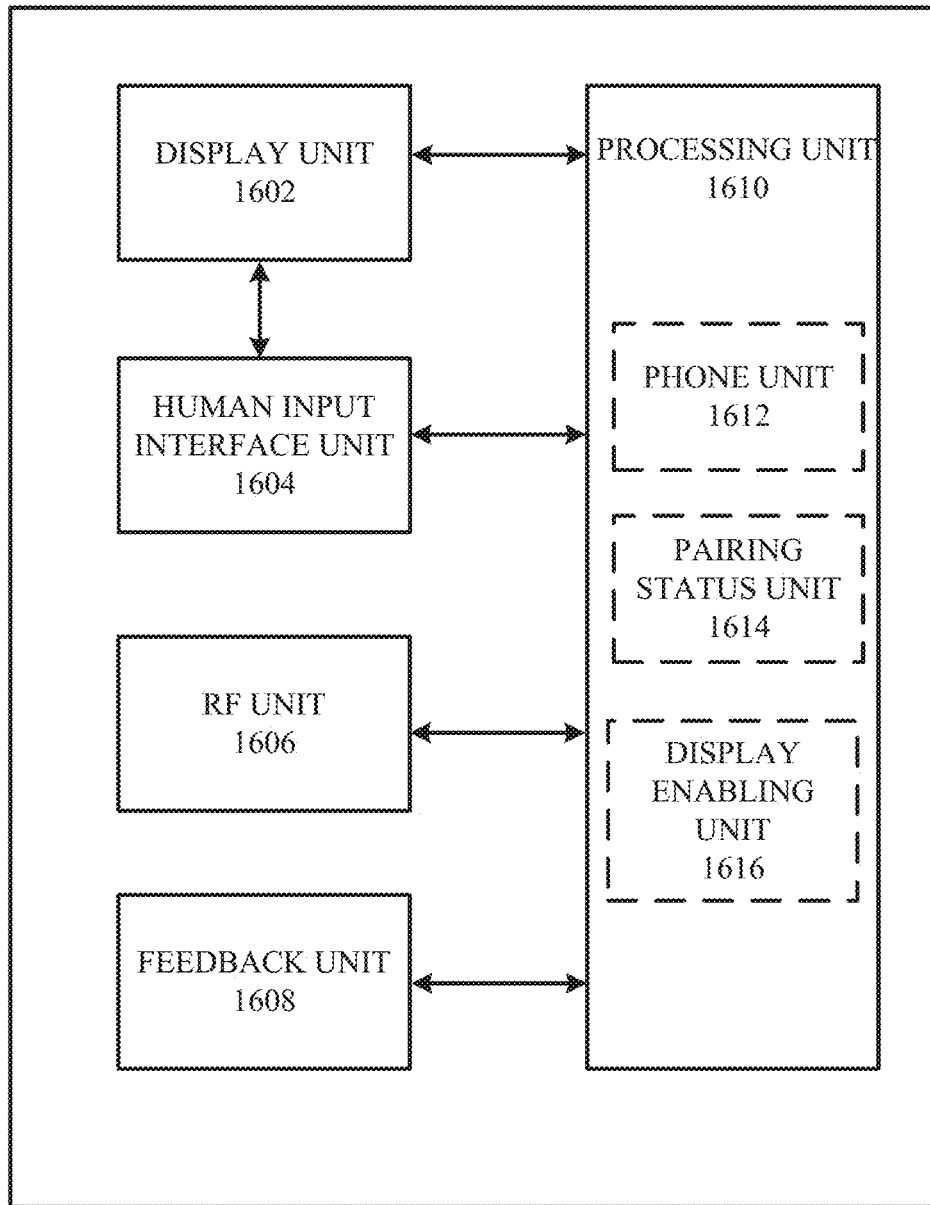 DISPLAY UNIT
1602
HUMAN INPUT
INTERFACE UNIT
1604
RF UNIT
1606
FEEDBACK UNIT
1608
PROCESSING UNIT
1610
PHONE UNIT
1612
PAIRING
STATUS UNIT
1614
DISPLAY
ENABLING
UNIT
1616